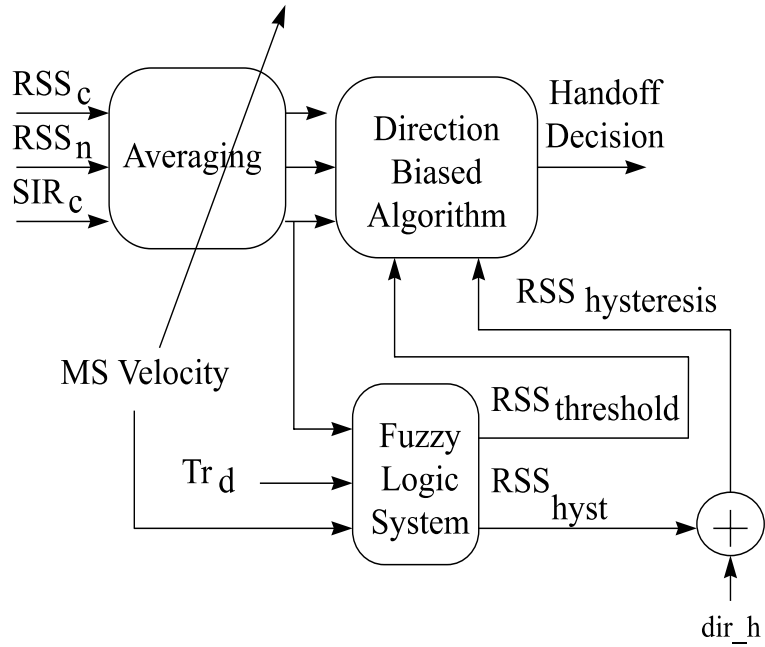 RSS c
RSS n
SIR c
Averaging
Direction
Biased
Algorithm
Handoff
Decision
RSS hysteresis
MS Velocity
RSS threshold
Fuzzy
Logic
System
Tr d
RSS hyst
+
dir_h